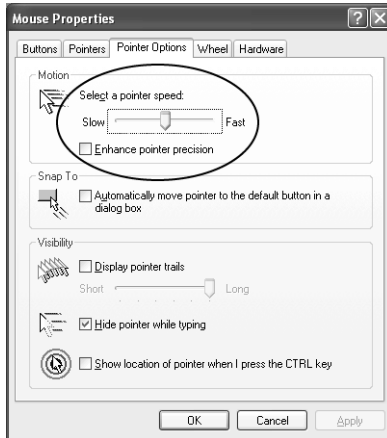 Mouse Properties
Buttons Pointers Pointer Options Wheel Hardware
Motion
Select a pointer speed:
Slow Fast
Enhance pointer precision
Snap To
Automatically move pointer to the default button in a
dialog box
Visibility
Display pointer trails
Short Long
Hide pointer while typing
Show location of pointer when I press the CTRL key
OK Cancel Apply